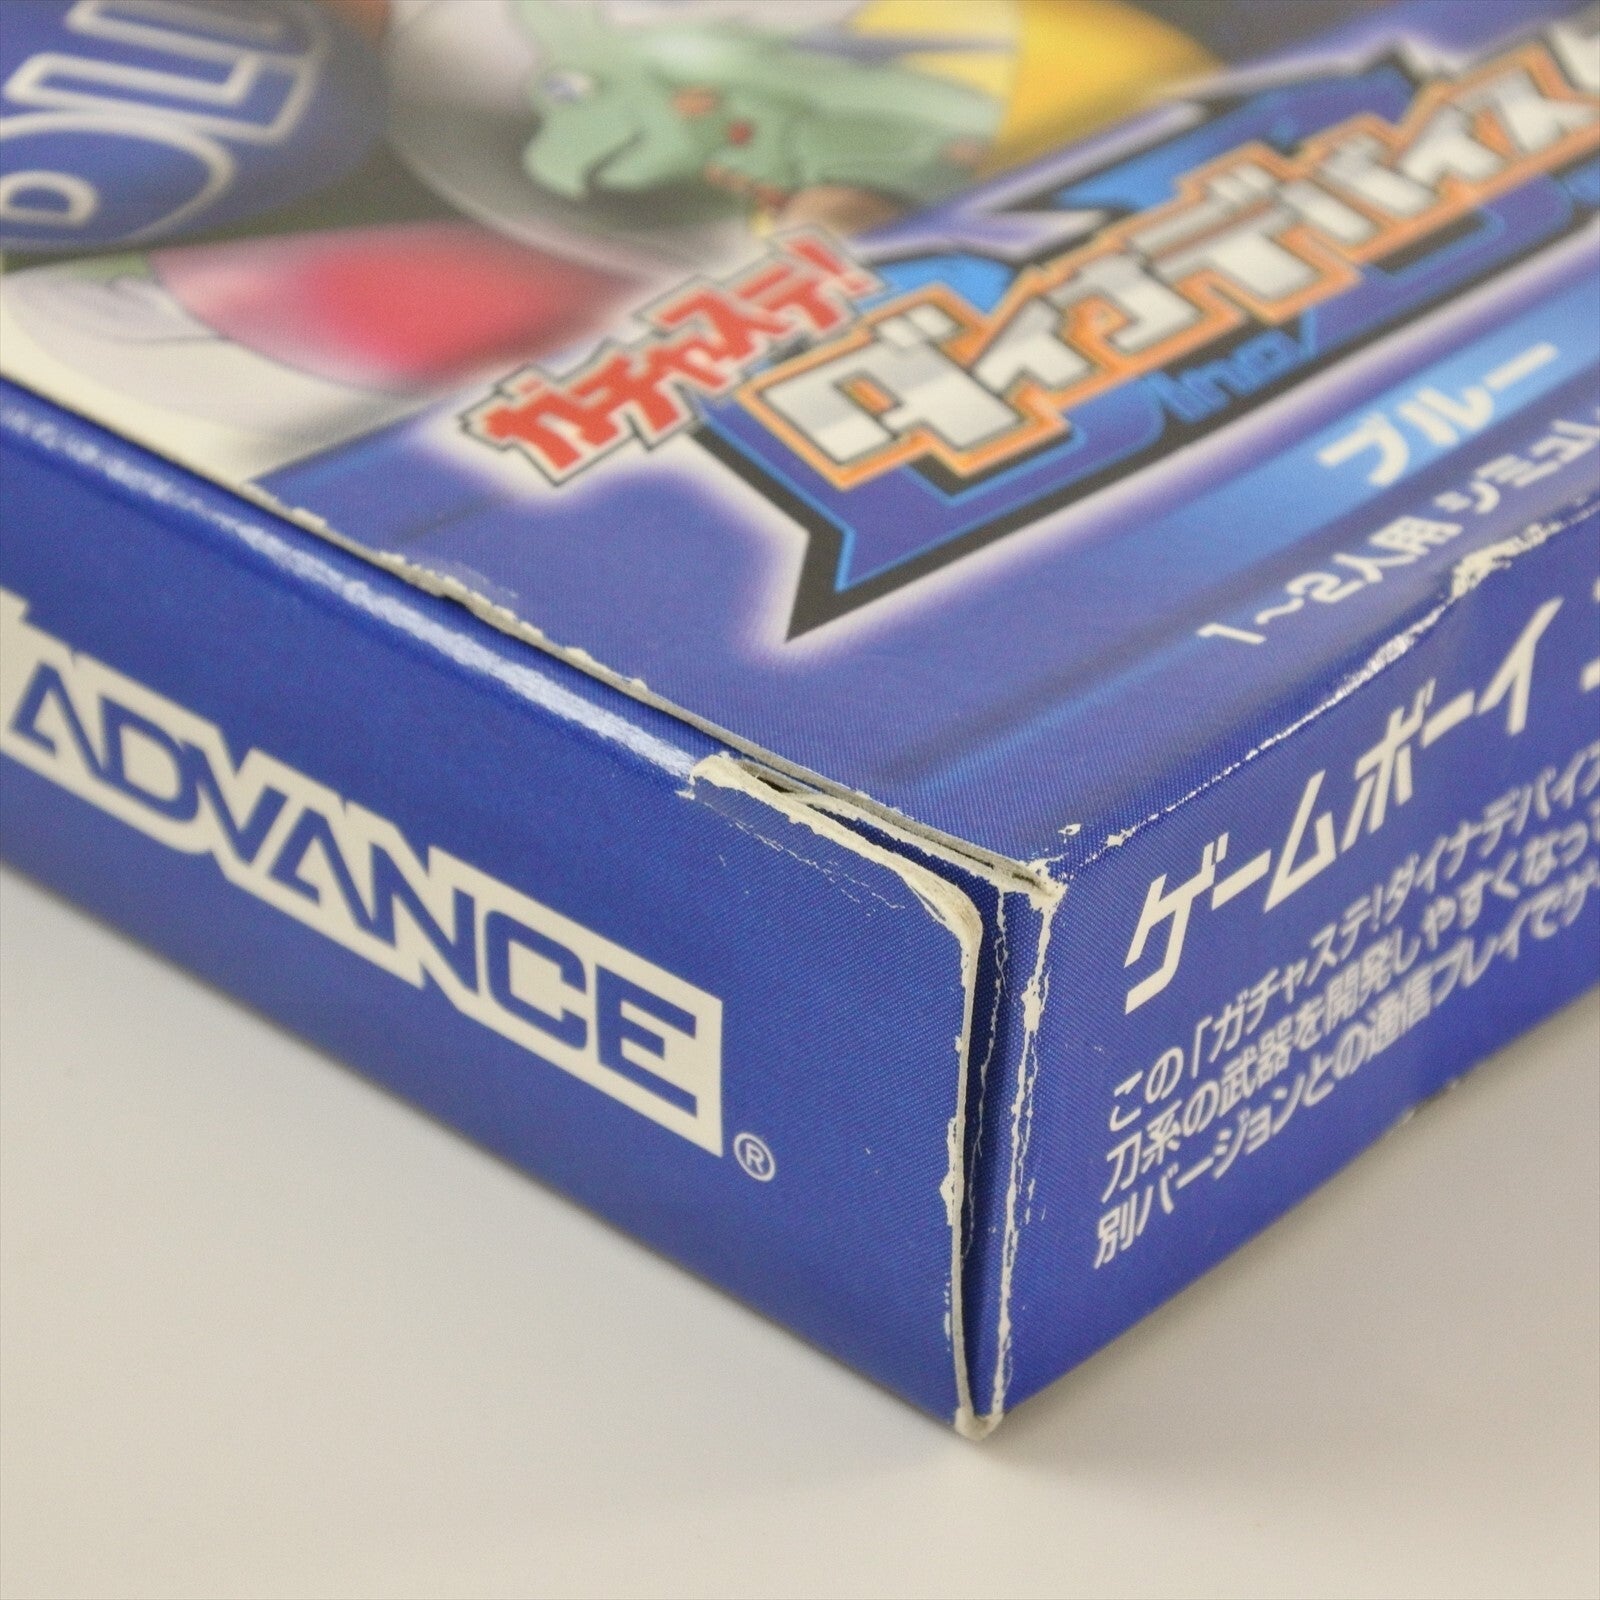 ガチャステ!
ダイナデバイス
Dino
ブルー
1~2人用 シミュレ
ADVANCE®
ゲームボーイ
この「ガチャステ!ダイナデバイス
刀系の武器を開発しやすくなって
別バージョンとの通信プレイでゲ